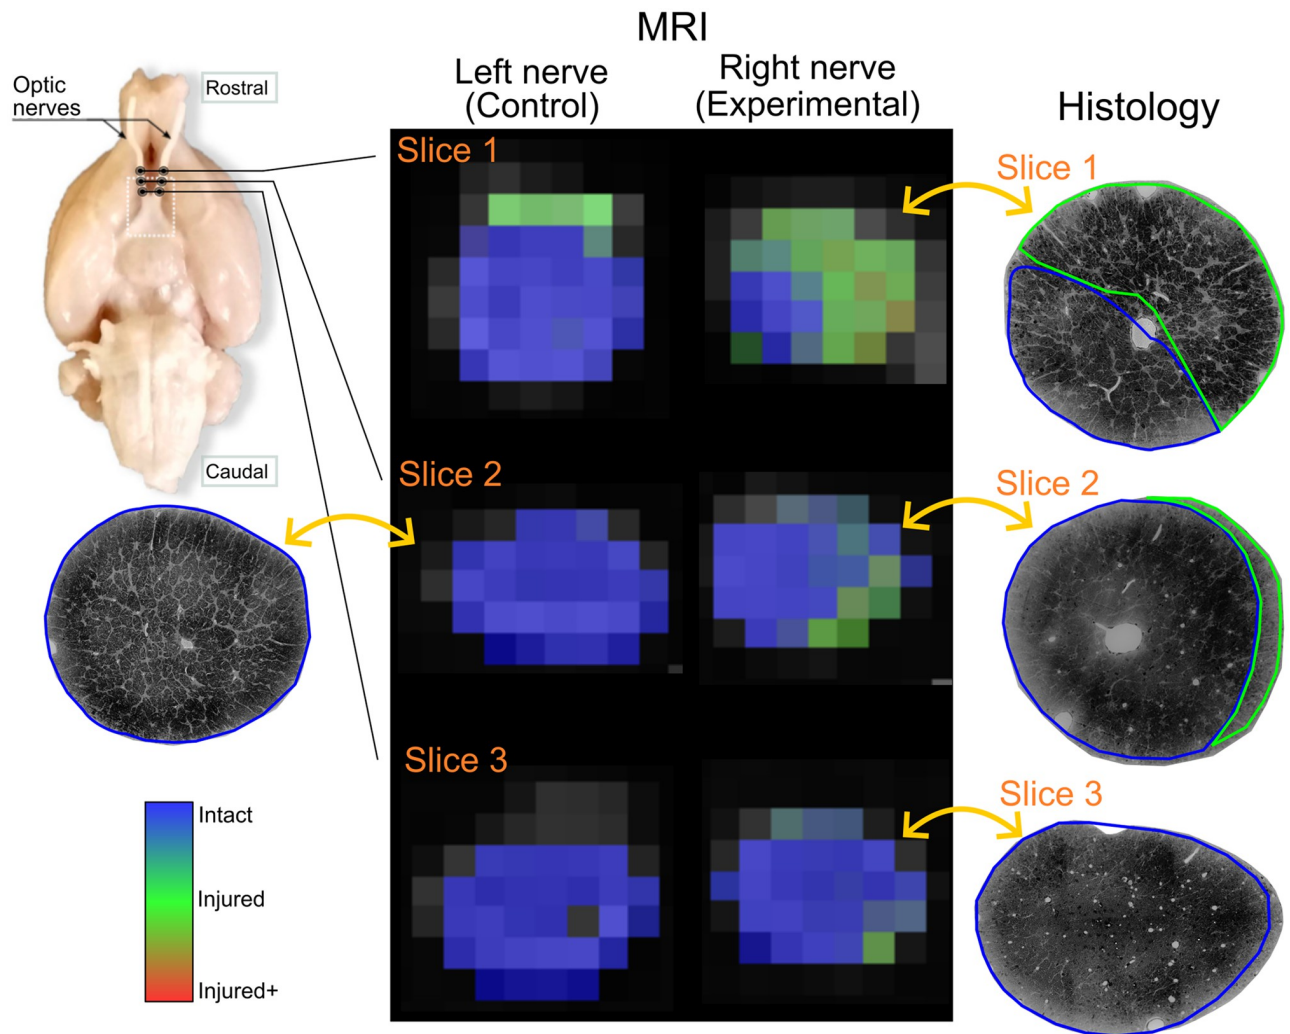 MRI
Optic
nerves
Rostral
Left nerve
(Control)
Right nerve
(Experimental)
Histology
Slice 1
Slice 1
Slice 2
Slice 2
Caudal
Slice 3
Slice 3
Intact
Injured
Injured+